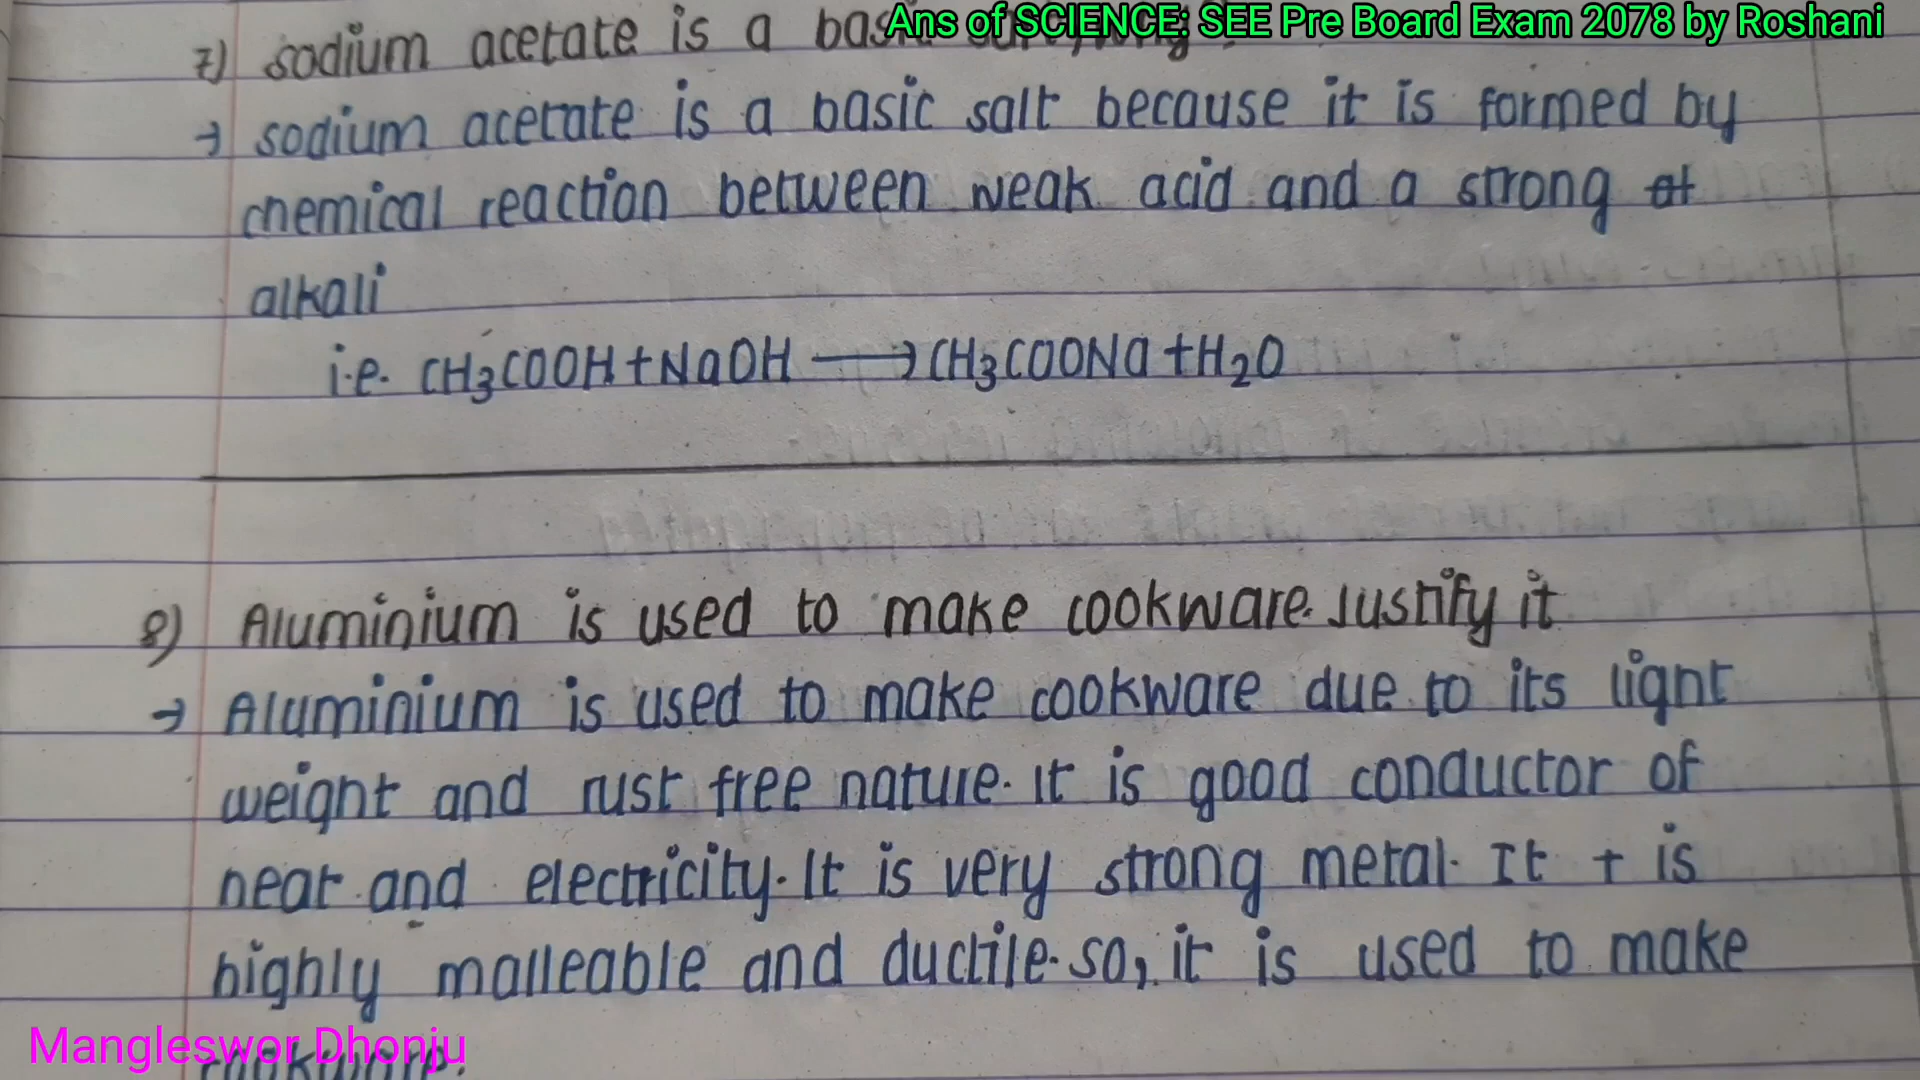 Ans of SCIENCE: SEE Pre Board Exam 2078 by Roshani
7) sodium acetate is a basic
→ sodium acetate is a basic salt because it is formed by
chemical reaction between weak acid and a strong at
alkali
i.e. CH3COOH + NaOH ⟶ CH3COONa + H2O
8) Aluminium is used to make cookware. Justify it
→ Aluminium is used to make cookware due to its light
weight and rust free nature. It is good conductor of
heat and electricity. It is very strong metal. It t is
highly malleable and ductile. so, it is used to make
cookware.
Mangleswor Dhonju